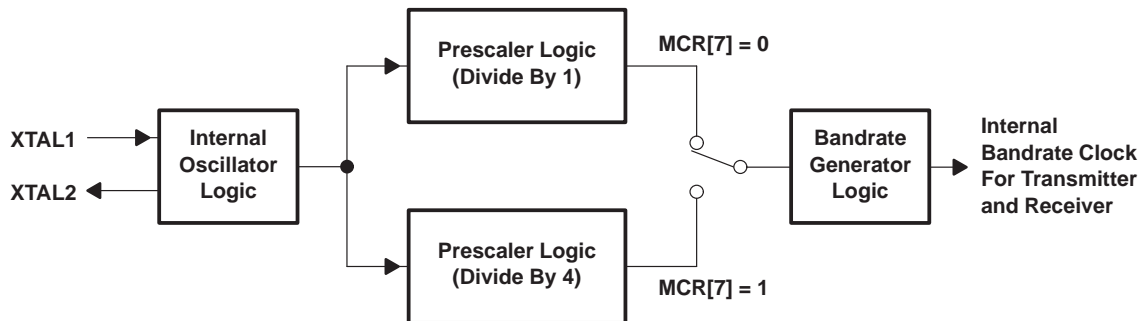 Prescaler Logic
(Divide By 1)
MCR[7] = 0
XTAL1
XTAL2
Internal
Oscillator
Logic
Bandrate
Generator
Logic
Internal
Bandrate Clock
For Transmitter
and Receiver
Prescaler Logic
(Divide By 4)
MCR[7] = 1